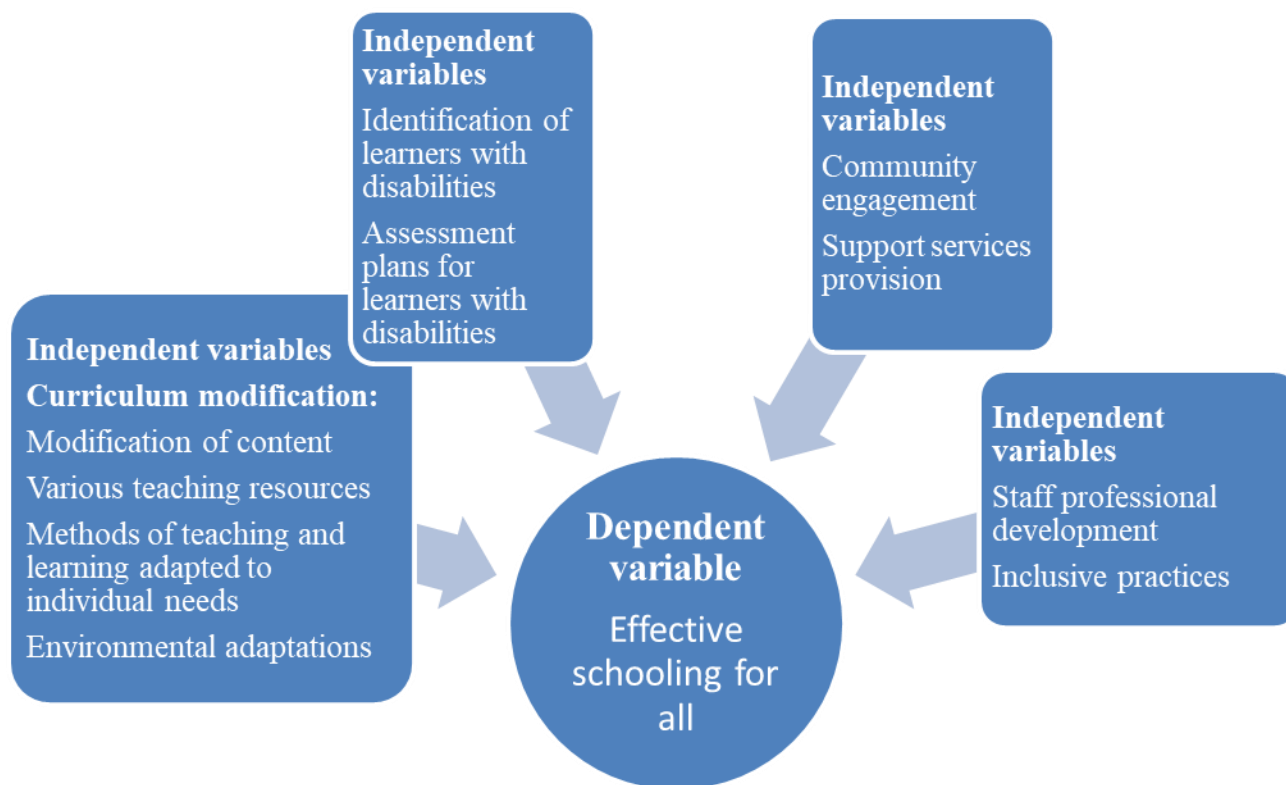 Independent
variables
Identification of
learners with
disabilities
Assessment
plans for
learners with
disabilities
Independent
variables
Community
engagement
Support services
provision
Independent variables
Curriculum modification:
Modification of content
Various teaching resources
Methods of teaching and
learning adapted to
individual needs
Environmental adaptations
Independent
variables
Staff professional
development
Inclusive practices
Dependent
variable
Effective
schooling for
all